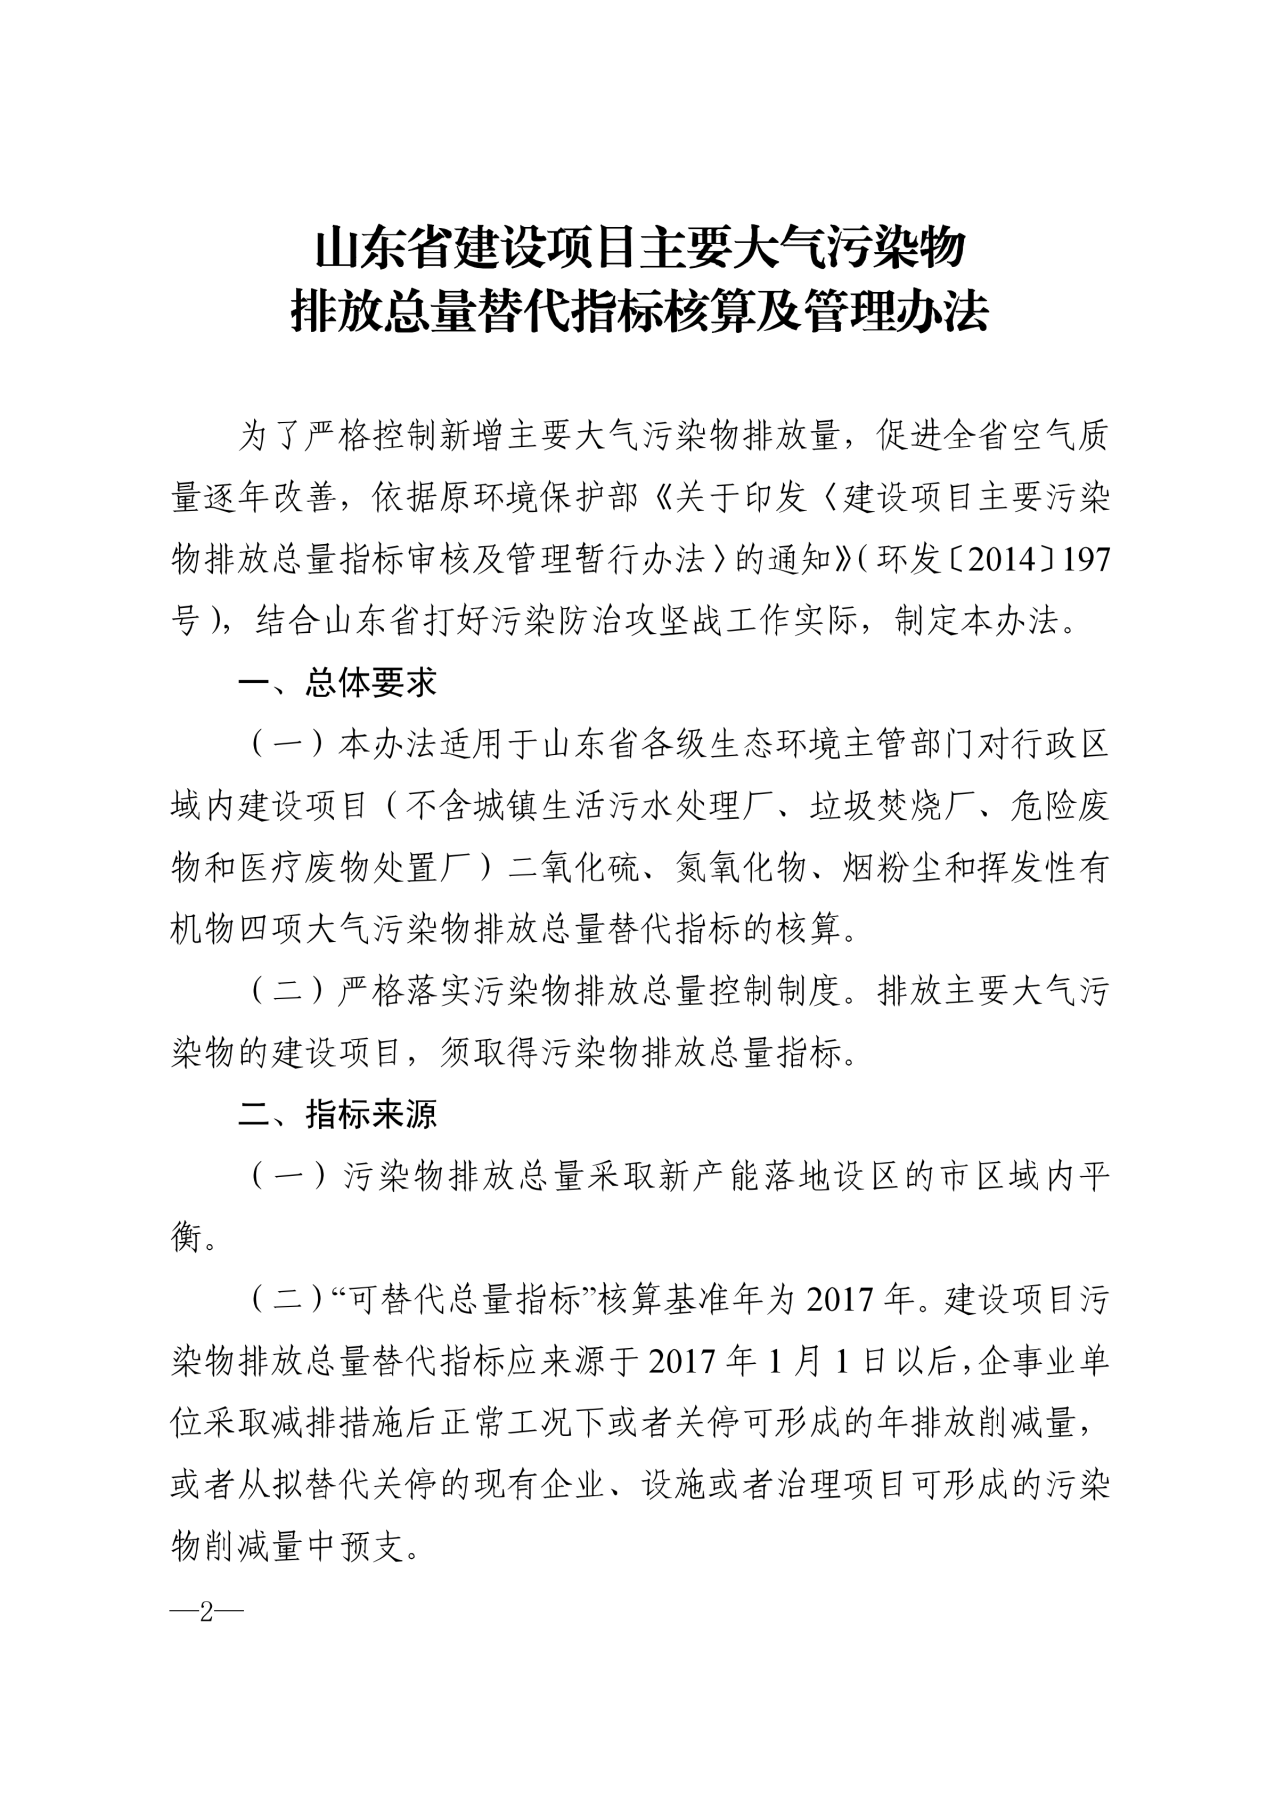 山东省建设项目主要大气污染物
排放总量替代指标核算及管理办法
为了严格控制新增主要大气污染物排放量，促进全省空气质
量逐年改善，依据原环境保护部《关于印发〈建设项目主要污染
物排放总量指标审核及管理暂行办法〉的通知》（环发〔2014〕197
号），结合山东省打好污染防治攻坚战工作实际，制定本办法。
一、总体要求
（一）本办法适用于山东省各级生态环境主管部门对行政区
域内建设项目（不含城镇生活污水处理厂、垃圾焚烧厂、危险废
物和医疗废物处置厂）二氧化硫、氮氧化物、烟粉尘和挥发性有
机物四项大气污染物排放总量替代指标的核算。
（二）严格落实污染物排放总量控制制度。排放主要大气污
染物的建设项目，须取得污染物排放总量指标。
二、指标来源
（一）污染物排放总量采取新产能落地设区的市区域内平
衡。
（二）“可替代总量指标”核算基准年为 2017 年。建设项目污
染物排放总量替代指标应来源于 2017 年 1 月 1 日以后，企事业单
位采取减排措施后正常工况下或者关停可形成的年排放削减量，
或者从拟替代关停的现有企业、设施或者治理项目可形成的污染
物削减量中预支。
—2—